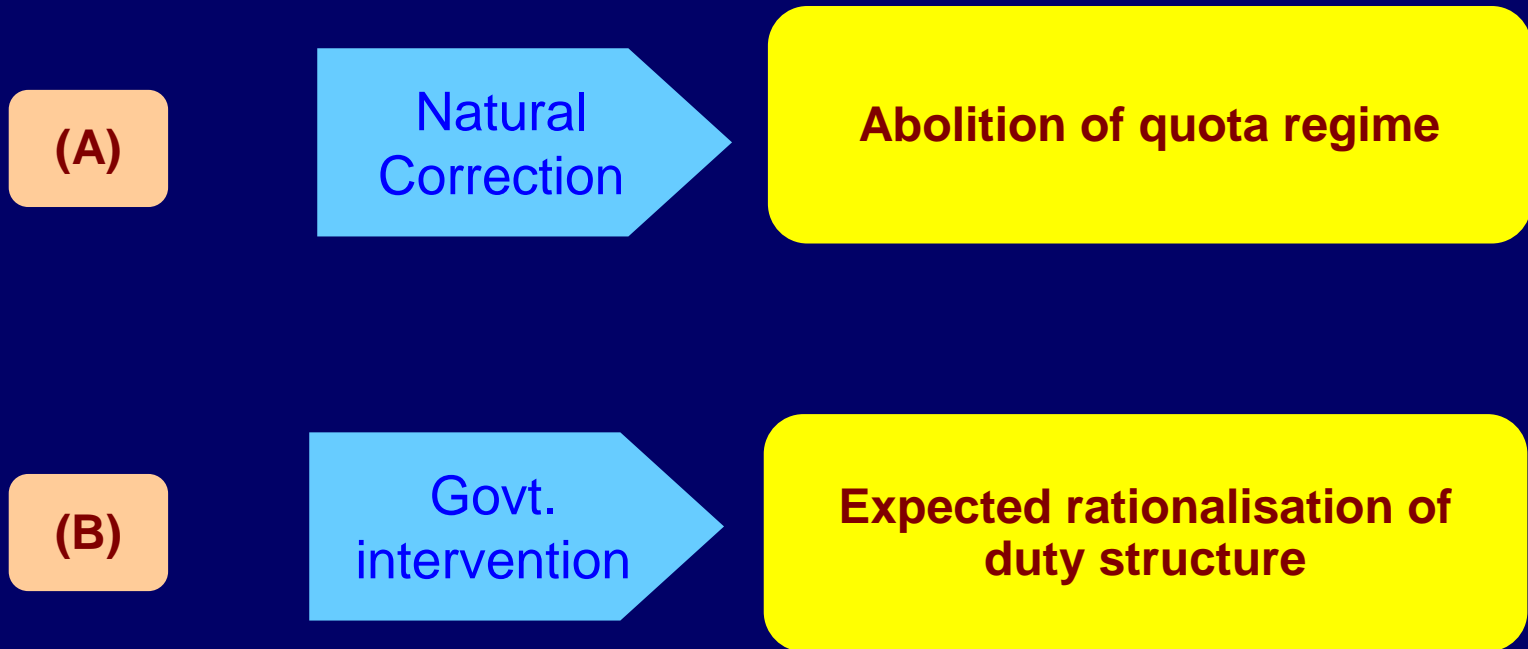 (A)
Natural
Correction
Abolition of quota regime
(B)
Govt.
intervention
Expected rationalisation of
duty structure